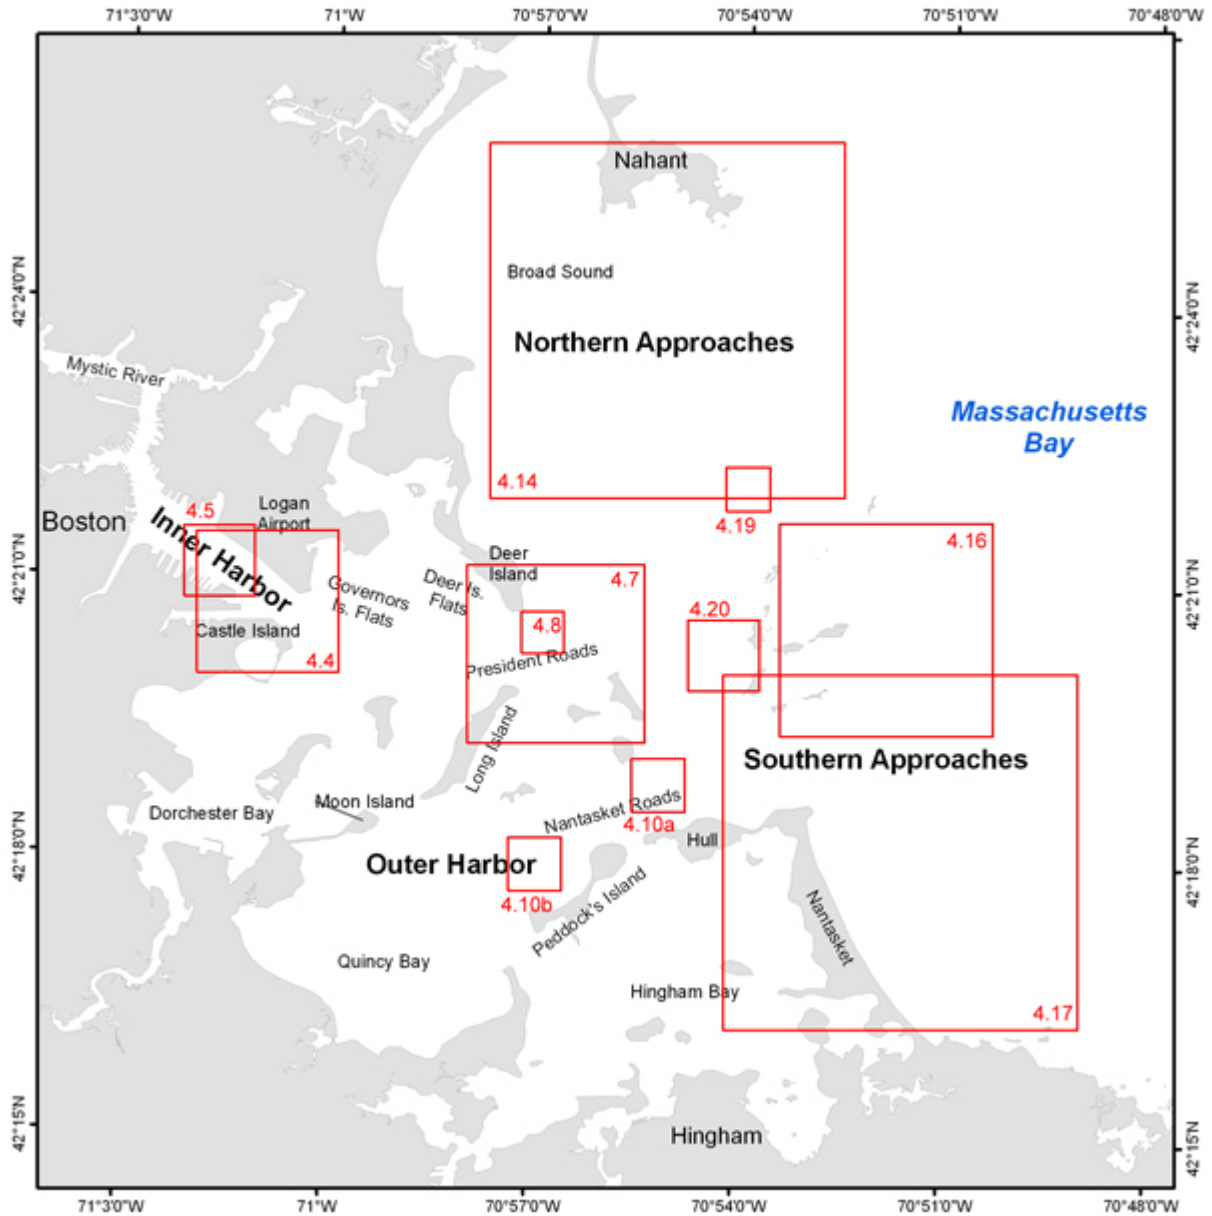 71°3'0"W
71°W
70°57'0"W
70°54'0"W
70°51'0"W
70°48'0"W
Nahant
Broad Sound
42°24'0"N
42°24'0"N
Northern Approaches
Mystic River
Massachusetts
Bay
4.14
4.5
Logan
Airport
Boston
Inner Harbor
4.19
4.16
Deer
Island
4.7
42°21'0"N
42°21'0"N
Governors
Is. Flats
Deer Is.
Flats
4.20
4.8
Castle Island
4.4
President Roads
Long Island
Southern Approaches
Moon Island
Dorchester Bay
Nantasket Roads
4.10a
Hull
42°18'0"N
42°18'0"N
Outer Harbor
4.10b
Peddock's Island
Nantasket
Quincy Bay
Hingham Bay
4.17
42°15'0"N
42°15'0"N
Hingham
71°3'0"W
71°W
70°57'0"W
70°54'0"W
70°51'0"W
70°48'0"W